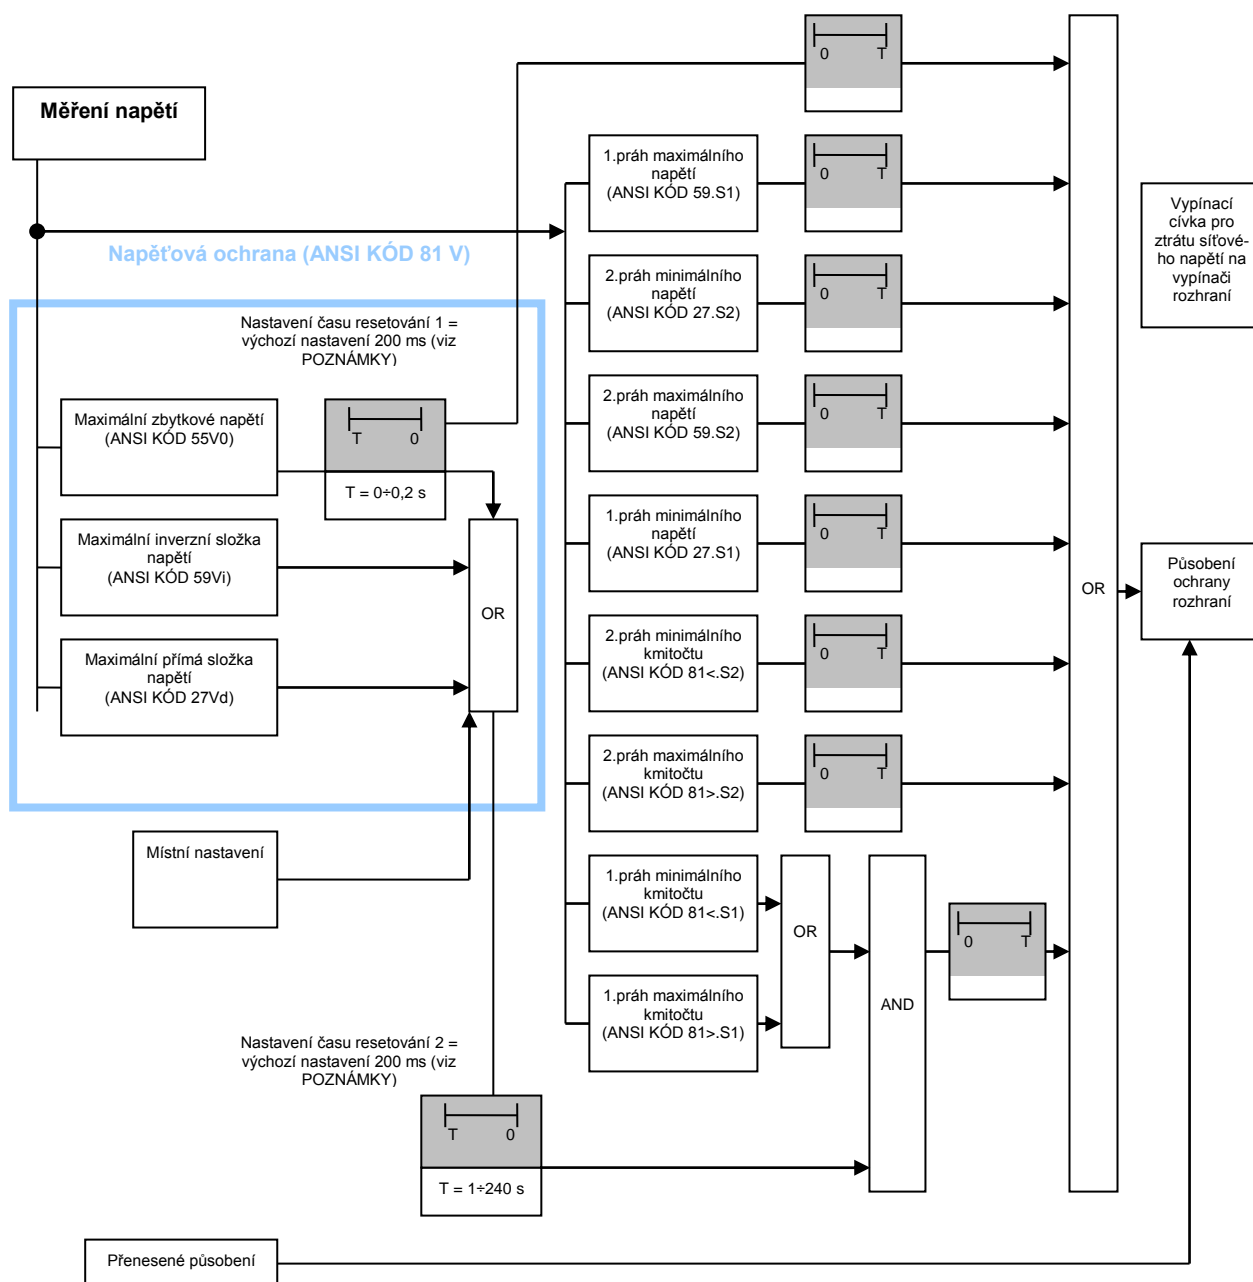 Měření napětí
Napěťová ochrana (ANSI KÓD 81 V)
Nastavení času resetování 1 =
výchozí nastavení 200 ms (viz
POZNÁMKY)
Maximální zbytkové napětí
(ANSI KÓD 55V0)
T 0
T = 0÷0,2 s
Maximální inverzní složka
napětí
(ANSI KÓD 59Vi)
Maximální přímá složka
napětí
(ANSI KÓD 27Vd)
OR
Místní nastavení
Nastavení času resetování 2 =
výchozí nastavení 200 ms (viz
POZNÁMKY)
T 0
T = 1÷240 s
Přenesené působení
0 T
1.práh maximálního
napětí
(ANSI KÓD 59.S1)
0 T
2.práh minimálního
napětí
(ANSI KÓD 27.S2)
0 T
2.práh maximálního
napětí
(ANSI KÓD 59.S2)
0 T
1.práh minimálního
napětí
(ANSI KÓD 27.S1)
0 T
2.práh minimálního
kmitočtu
(ANSI KÓD 81<.S2)
0 T
2.práh maximálního
kmitočtu
(ANSI KÓD 81>.S2)
0 T
1.práh minimálního
kmitočtu
(ANSI KÓD 81<.S1)
1.práh maximálního
kmitočtu
(ANSI KÓD 81>.S1)
OR
AND
0 T
OR
Vypínací
cívka pro
ztrátu síťové-
ho napětí na
vypínači
rozhraní
Působení
ochrany
rozhraní